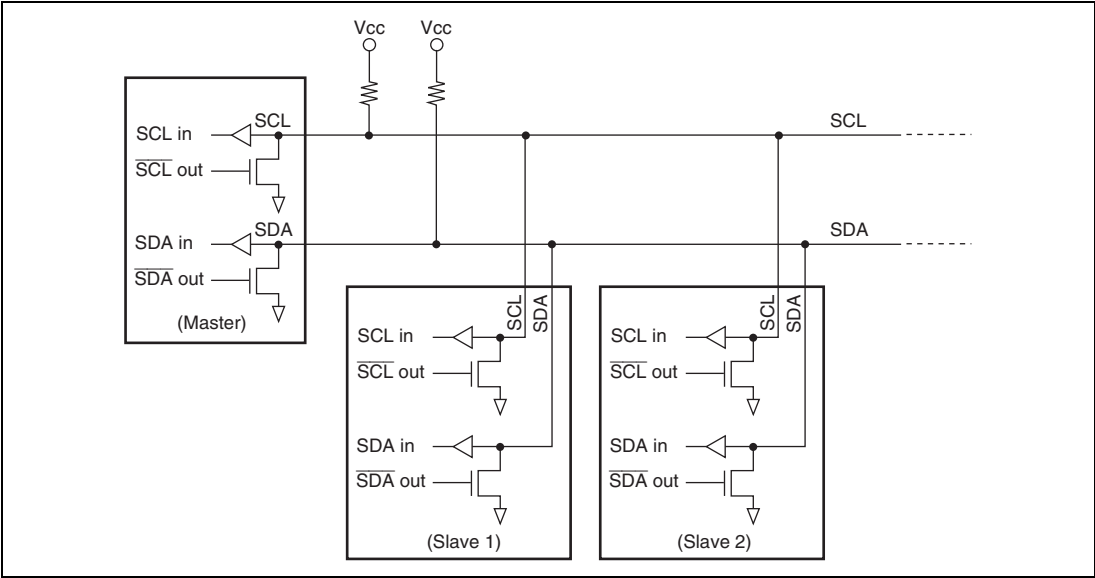 Vcc Vcc
SCL in
SCL
SCL
SCL out
SDA in
SDA
SDA
SDA out
(Master)
SCL
SDA
SCL in
SCL out
SDA in
SDA out
(Slave 1)
SCL
SDA
SCL in
SCL out
SDA in
SDA out
(Slave 2)